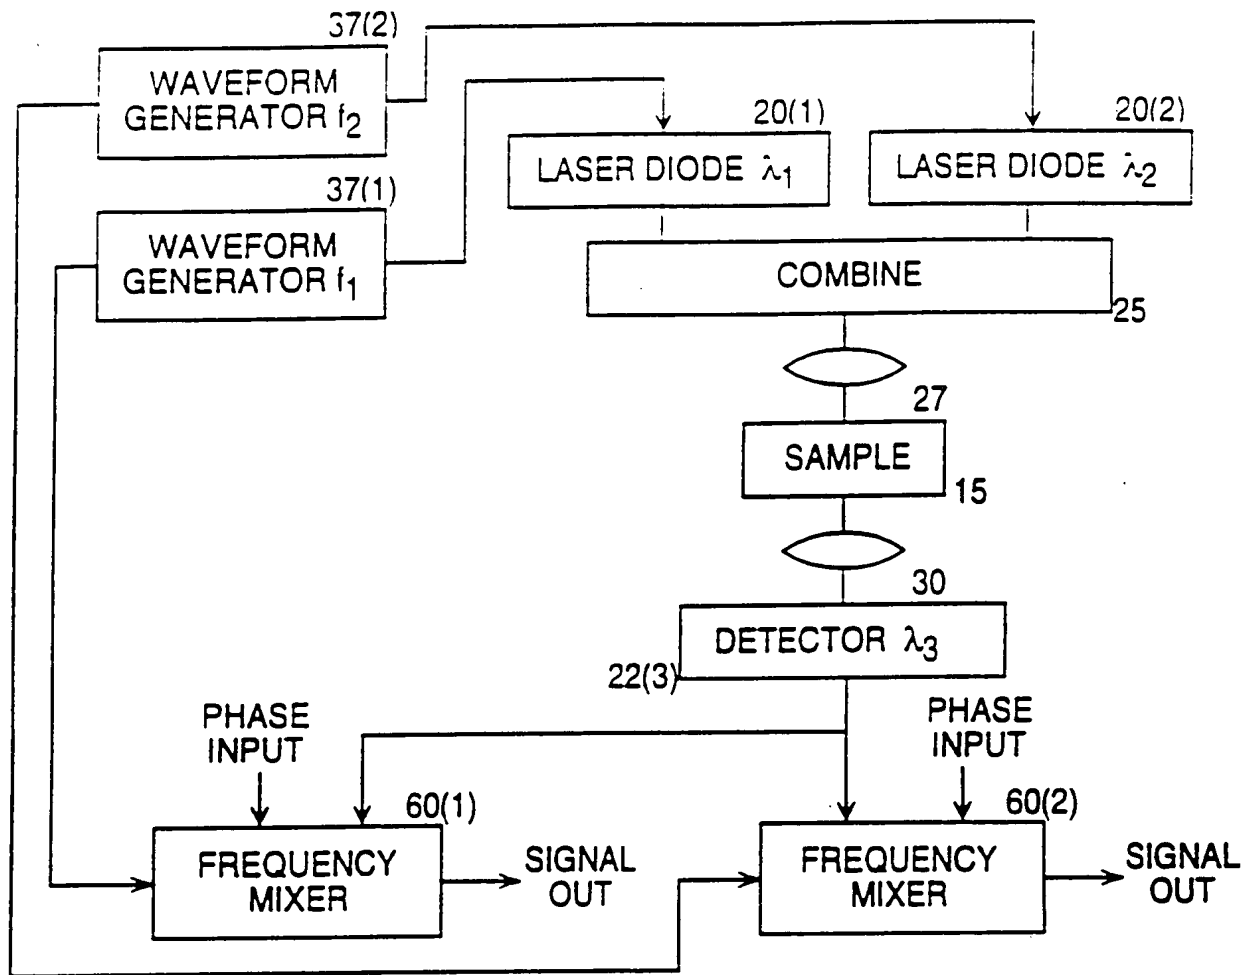 37(2)
WAVEFORM
GENERATOR f2
20(1)
20(2)
LASER DIODE λ1
LASER DIODE λ2
37(1)
WAVEFORM
GENERATOR f1
COMBINE
25
27
SAMPLE
15
30
DETECTOR λ3
22(3)
PHASE
INPUT
PHASE
INPUT
60(1)
60(2)
FREQUENCY
MIXER
SIGNAL
OUT
FREQUENCY
MIXER
SIGNAL
OUT